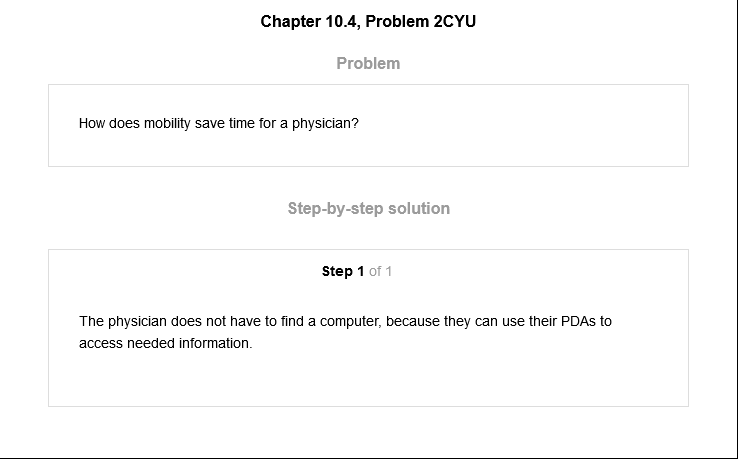 Chapter 10.4, Problem 2CYU
Problem
How does mobility save time for a physician?
Step-by-step solution
Step 1 of 1
The physician does not have to find a computer, because they can use their PDAs to
access needed information.